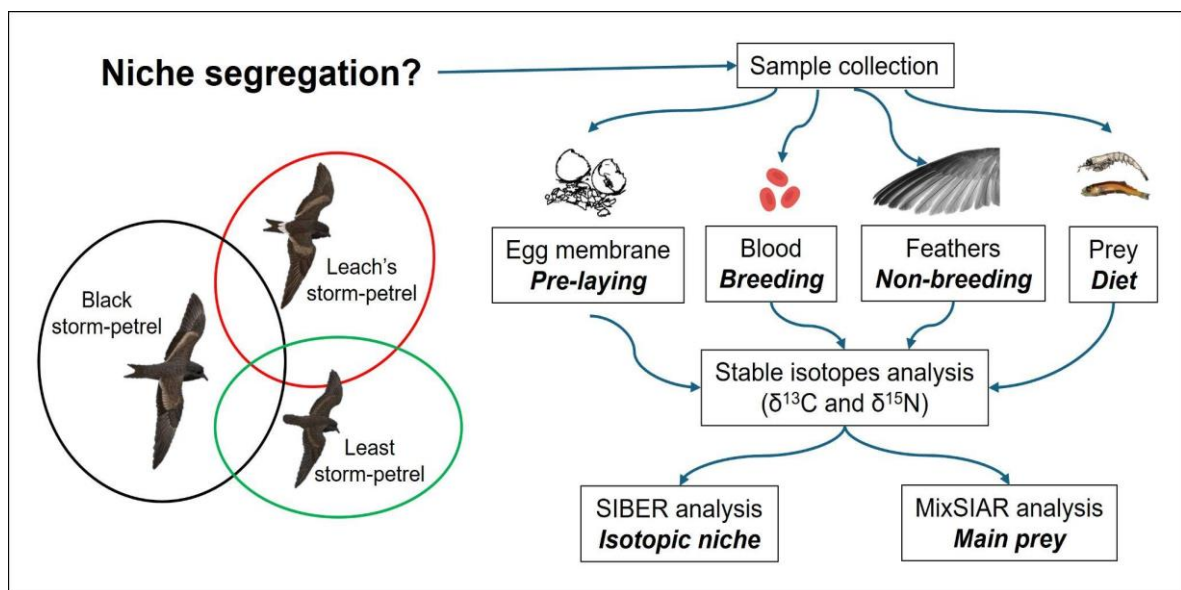 Niche segregation?
Sample collection
Black
storm-petrel
Leach's
storm-petrel
Least
storm-petrel
Egg membrane
Pre-laying
Blood
Breeding
Feathers
Non-breeding
Prey
Diet
Stable isotopes analysis
(δ¹³C and δ¹⁵N)
SIBER analysis
Isotopic niche
MixSIAR analysis
Main prey